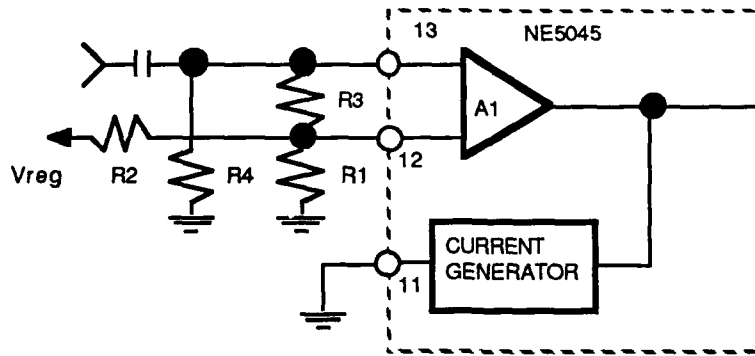 13 NE5045
R3
A1
12
Vreg R2 R4 R1
CURRENT
GENERATOR
11